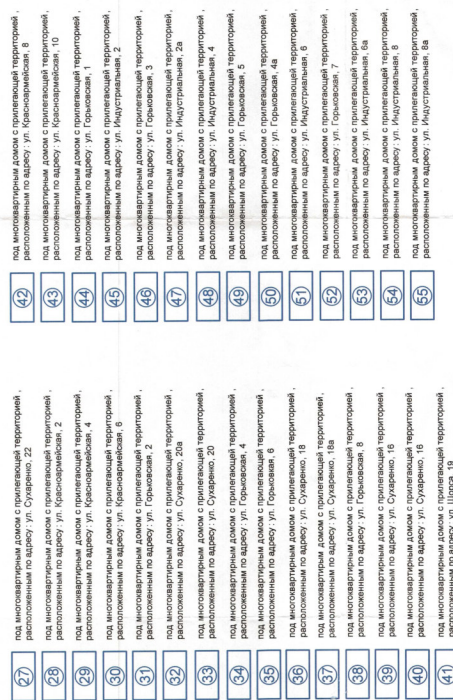 27
под многоквартирным домом с прилегающей территорией ,
расположенным по адресу : ул. Сухаренко, 22
28
под многоквартирным домом с прилегающей территорией ,
расположенным по адресу : ул. Красноармейская, 2
29
под многоквартирным домом с прилегающей территорией ,
расположенным по адресу : ул. Красноармейская, 4
30
под многоквартирным домом с прилегающей территорией ,
расположенным по адресу : ул. Красноармейская, 6
31
под многоквартирным домом с прилегающей территорией ,
расположенным по адресу : ул. Горьковская, 2
32
под многоквартирным домом с прилегающей территорией ,
расположенным по адресу : ул. Сухаренко, 20а
33
под многоквартирным домом с прилегающей территорией,
расположенным по адресу : ул. Сухаренко, 20
34
под многоквартирным домом с прилегающей территорией,
расположенным по адресу : ул. Горьковская, 4
35
под многоквартирным домом с прилегающей территорией ,
расположенным по адресу : ул. Горьковкая, 6
36
под многоквартирным домом с прилегающей территорией ,
расположенным по адресу : ул. Сухаренко, 18
37
под многоквартирным домом с прилегающей территорией,
расположенным по адресу : ул. Сухаренко, 18а
38
под многоквартирным домом с прилегающей территорией ,
расположенным по адресу : ул. Горьковская, 8
39
под многоквартирным домом с прилегающей территорией ,
расположенным по адресу : ул. Сухаренко, 16
40
под многоквартирным домом с прилегающей территорией ,
расположенным по адресу : ул. Сухаренко, 16
41
под многоквартирным домом с прилегающей территорией ,
расположенным по адресу : ул. Щорса, 19
42
под многоквартирным домом с прилегающей территорией ,
расположенным по адресу : ул. Красноармейская, 8
43
под многоквартирным домом с прилегающей территорией,
расположенным по адресу : ул. Красноармейская, 10
44
под многоквартирным домом с прилегающей территорией,
расположенным по адресу : ул. Горьковская, 1
45
под многоквартирным домом с прилегающей территорией ,
расположенным по адресу : ул. Индустриальная, 2
46
под многоквартирным домом с прилегающей территорией ,
расположенным по адресу : ул. Горьковская, 3
47
под многоквартирным домом с прилегающей территорией ,
расположенным по адресу : ул. Индустриальная, 2а
48
под многоквартирным домом с прилегающей территорией,
расположенным по адресу : ул. Индустриальная, 4
49
под многоквартирным домом с прилегающей территорией,
расположенным по адресу : ул. Горьковская, 5
50
под многоквартирным домом с прилегающей территорией ,
расположенным по адресу : ул. Горьковская, 4а
51
под многоквартирным домом с прилегающей территорией ,
расположенным по адресу : ул. Индустриальная, 6
52
под многоквартирным домом с прилегающей территорией ,
расположенным по адресу : ул. Горьковская, 7
53
под многоквартирным домом с прилегающей территорией,
расположенным по адресу : ул. Индустриальная, 6а
54
под многоквартирным домом с прилегающей территорией ,
расположенным по адресу : ул. Индустриальная, 8
55
под многоквартирным домом с прилегающей территорией ,
расположенным по адресу : ул. Индустриальная, 8а